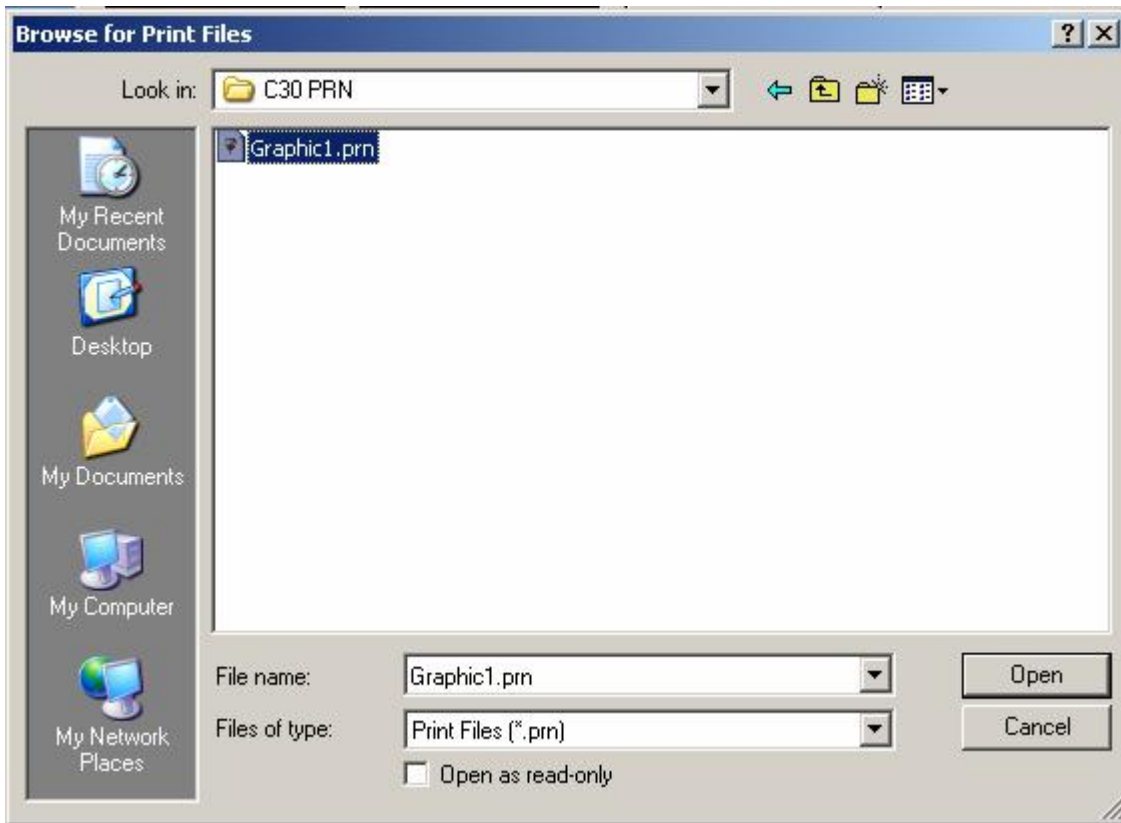 Browse for Print Files
Look in: C30 PRN
Graphic1.prn
My Recent
Documents
Desktop
My Documents
My Computer
My Network
Places
File name: Graphic1.prn Open
Files of type: Print Files (*.prn) Cancel
Open as read-only